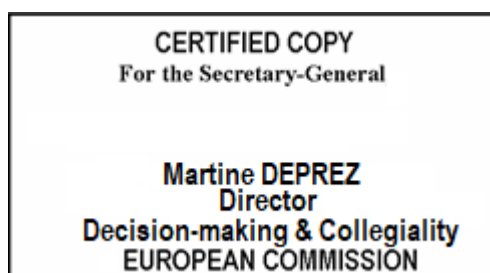 CERTIFIED COPY
For the Secretary-General
Martine DEPREZ
Director
Decision-making & Collegiality
EUROPEAN COMMISSION